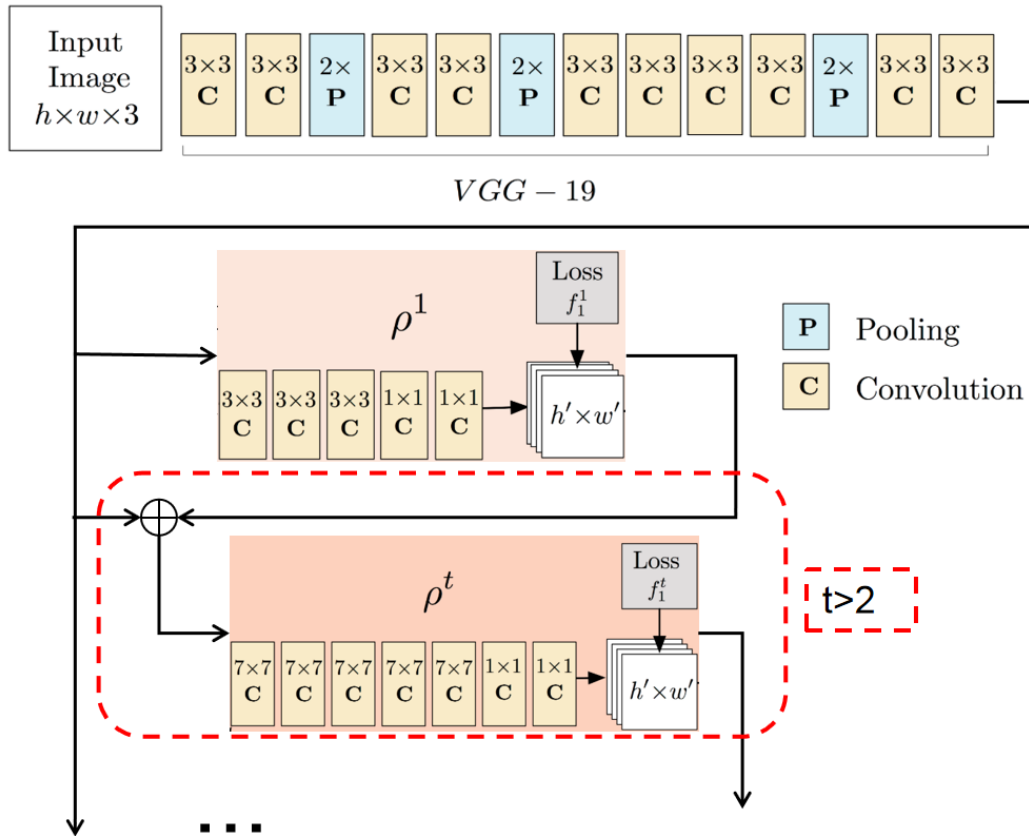 Input
Image
h×w×3
3×3 3×3 2× 3×3 3×3 2× 3×3 3×3 3×3 3×3 2× 3×3 3×3
C C P C C P C C C C P C C
VGG − 19
Loss
f₁¹
ρ¹
P Pooling
3×3 3×3 3×3 1×1 1×1
C C C C C
h′×w′
C Convolution
Loss
f₁ᵗ
ρᵗ
t>2
7×7 7×7 7×7 7×7 7×7 1×1 1×1
C C C C C C C
h′×w′
...